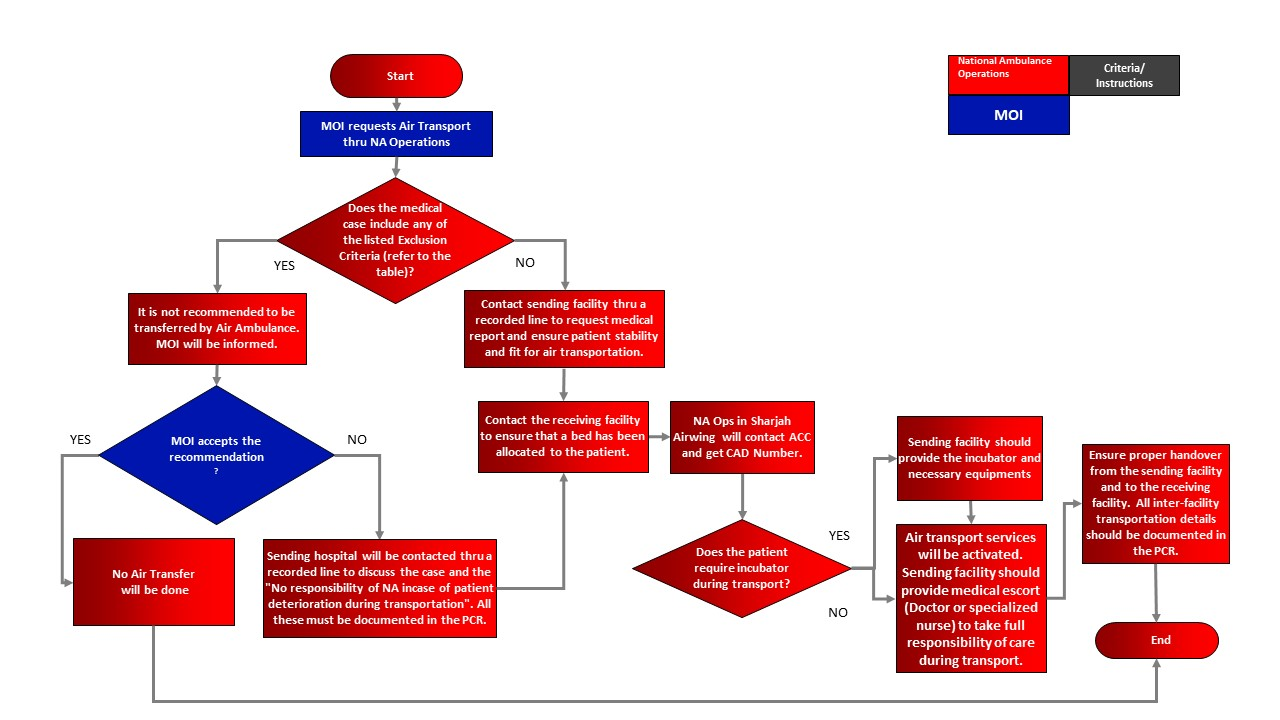 Start
National Ambulance
Operations
Criteria/
Instructions
MOI
MOI requests Air Transport
thru NA Operations
Does the medical
case include any of
the listed Exclusion
Criteria (refer to the
table)?
YES
NO
It is not recommended to be
transferred by Air Ambulance.
MOI will be informed.
Contact sending facility thru a
recorded line to request medical
report and ensure patient stability
and fit for air transportation.
MOI accepts the
recommendation
?
YES
NO
Contact the receiving facility
to ensure that a bed has been
allocated to the patient.
NA Ops in Sharjah
Airwing will contact ACC
and get CAD Number.
Sending facility should
provide the incubator and
necessary equipments
Ensure proper handover
from the sending facility
and to the receiving
facility. All inter-facility
transportation details
should be documented in
the PCR.
No Air Transfer
will be done
Sending hospital will be contacted thru a
recorded line to discuss the case and the
"No responsibility of NA incase of patient
deterioration during transportation". All
these must be documented in the PCR.
Does the patient
require incubator
during transport?
YES
NO
Air transport services
will be activated.
Sending facility should
provide medical escort
(Doctor or specialized
nurse) to take full
responsibility of care
during transport.
End